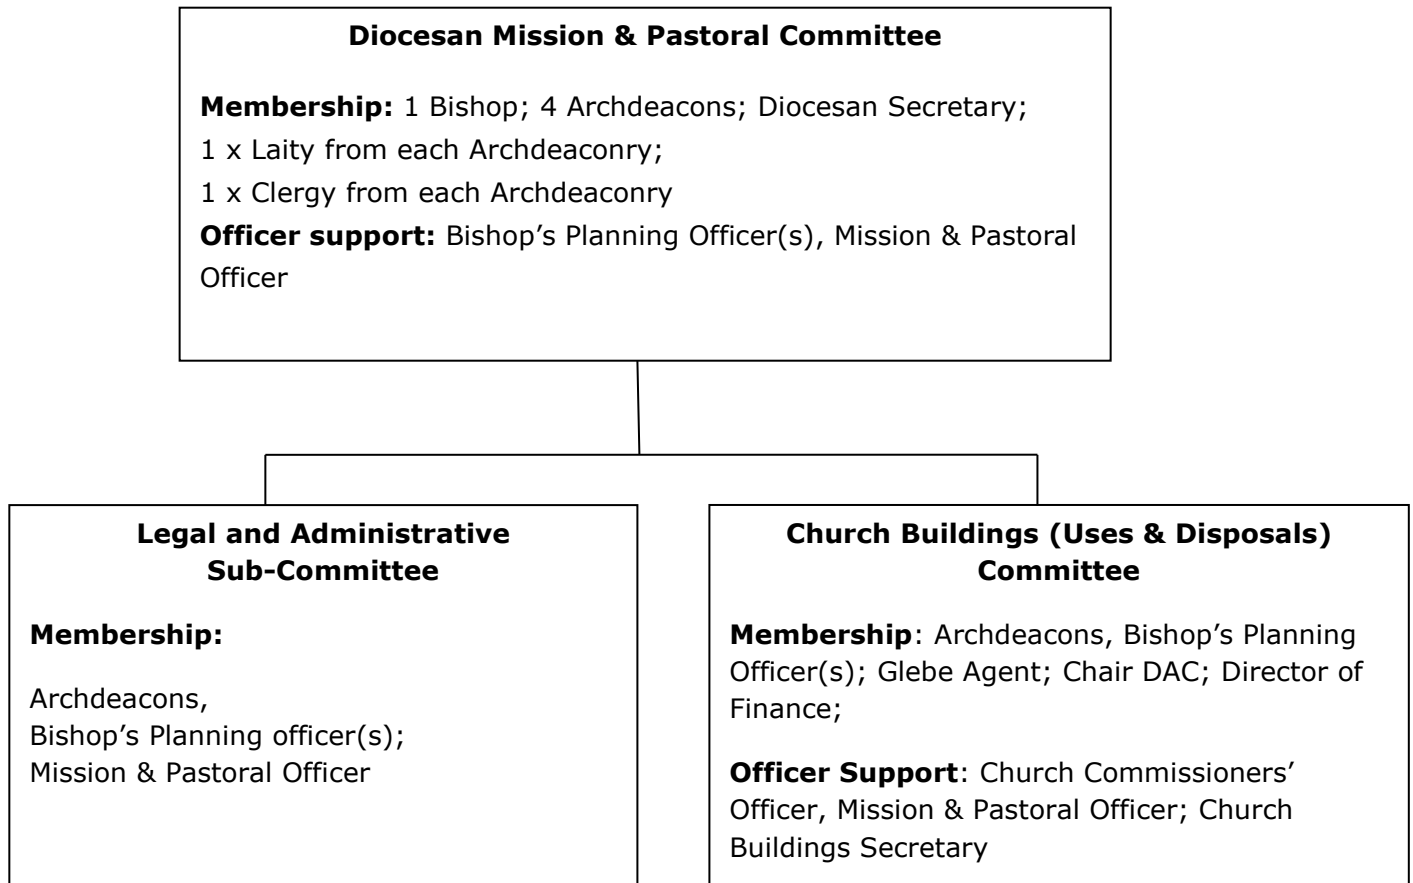 Diocesan Mission & Pastoral Committee
Membership: 1 Bishop; 4 Archdeacons; Diocesan Secretary;
1 x Laity from each Archdeaconry;
1 x Clergy from each Archdeaconry
Officer support: Bishop’s Planning Officer(s), Mission & Pastoral
Officer
Legal and Administrative
Sub-Committee
Membership:
Archdeacons,
Bishop’s Planning officer(s);
Mission & Pastoral Officer
Church Buildings (Uses & Disposals)
Committee
Membership: Archdeacons, Bishop’s Planning
Officer(s); Glebe Agent; Chair DAC; Director of
Finance;
Officer Support: Church Commissioners’
Officer, Mission & Pastoral Officer; Church
Buildings Secretary